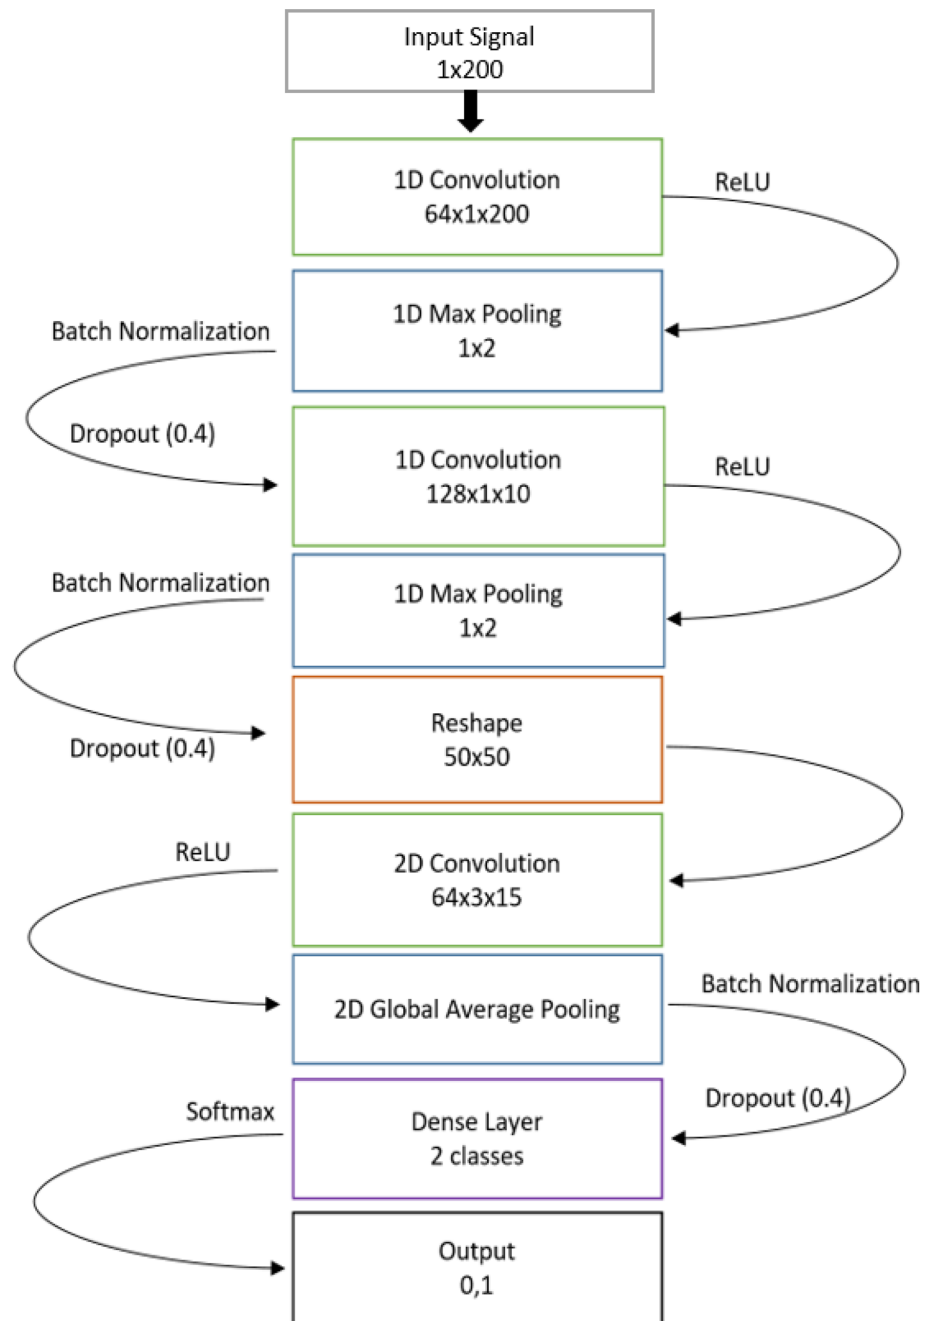 Input Signal
1x200
1D Convolution
64x1x200
ReLU
1D Max Pooling
1x2
Batch Normalization
Dropout (0.4)
1D Convolution
128x1x10
ReLU
1D Max Pooling
1x2
Batch Normalization
Dropout (0.4)
Reshape
50x50
2D Convolution
64x3x15
ReLU
2D Global Average Pooling
Batch Normalization
Dropout (0.4)
Dense Layer
2 classes
Softmax
Output
0,1